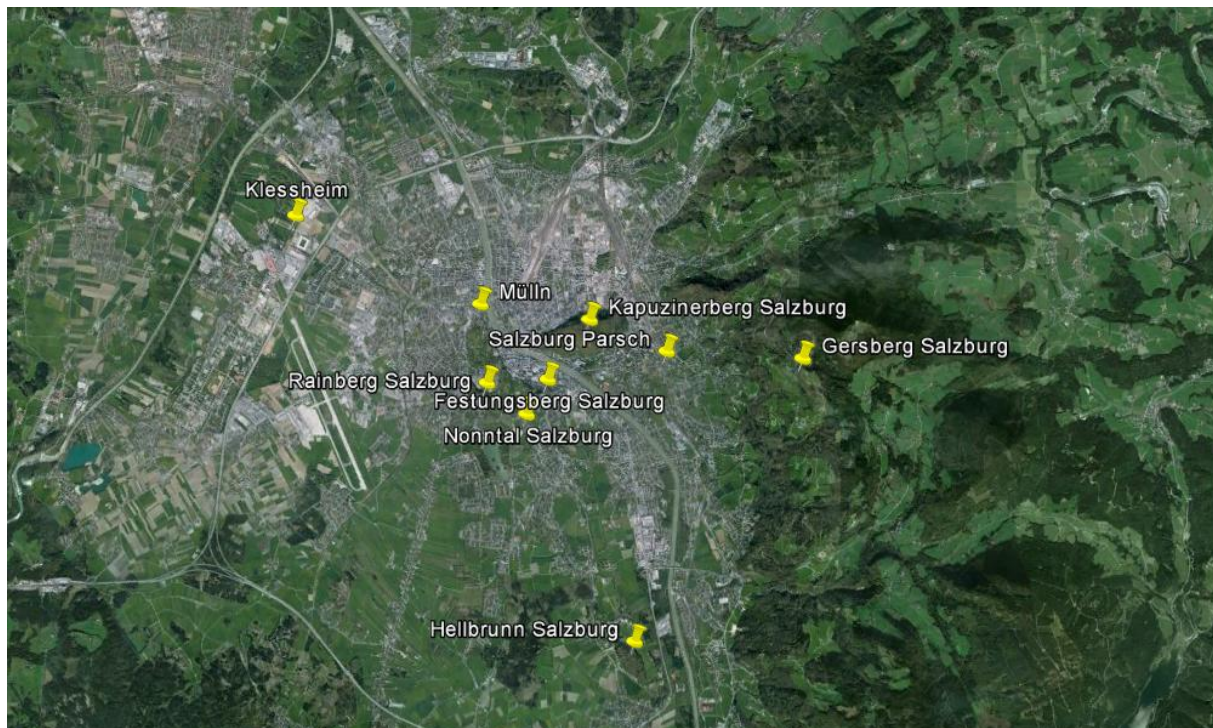 Klessheim
Mülln
Kapuzinerberg Salzburg
Salzburg Parsch
Gersberg Salzburg
Rainberg Salzburg
Festungsberg Salzburg
Nonntal Salzburg
Hellbrunn Salzburg